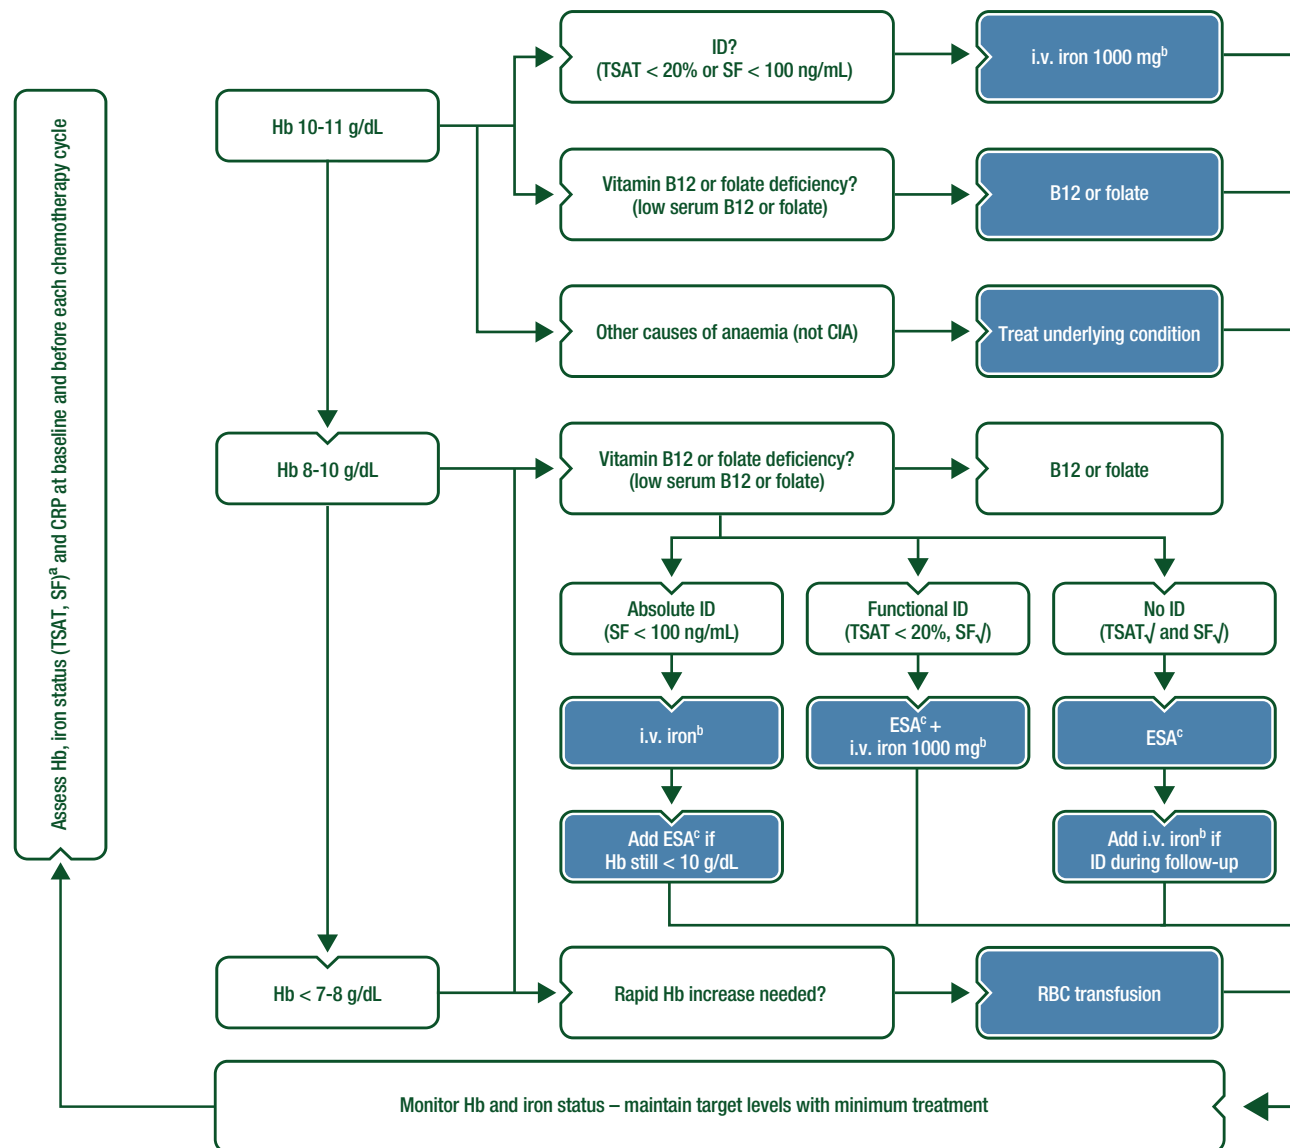 Assess Hb, iron status (TSAT, SF)ᵃ and CRP at baseline and before each chemotherapy cycle
Hb 10-11 g/dL
ID?
(TSAT < 20% or SF < 100 ng/mL)
i.v. iron 1000 mgᵇ
Vitamin B12 or folate deficiency?
(low serum B12 or folate)
B12 or folate
Other causes of anaemia (not CIA)
Treat underlying condition
Hb 8-10 g/dL
Vitamin B12 or folate deficiency?
(low serum B12 or folate)
B12 or folate
Absolute ID
(SF < 100 ng/mL)
Functional ID
(TSAT < 20%, SF√)
No ID
(TSAT√ and SF√)
i.v. ironᵇ
ESAᶜ +
i.v. iron 1000 mgᵇ
ESAᶜ
Add ESAᶜ if
Hb still < 10 g/dL
Add i.v. ironᵇ if
ID during follow-up
Hb < 7-8 g/dL
Rapid Hb increase needed?
RBC transfusion
Monitor Hb and iron status – maintain target levels with minimum treatment